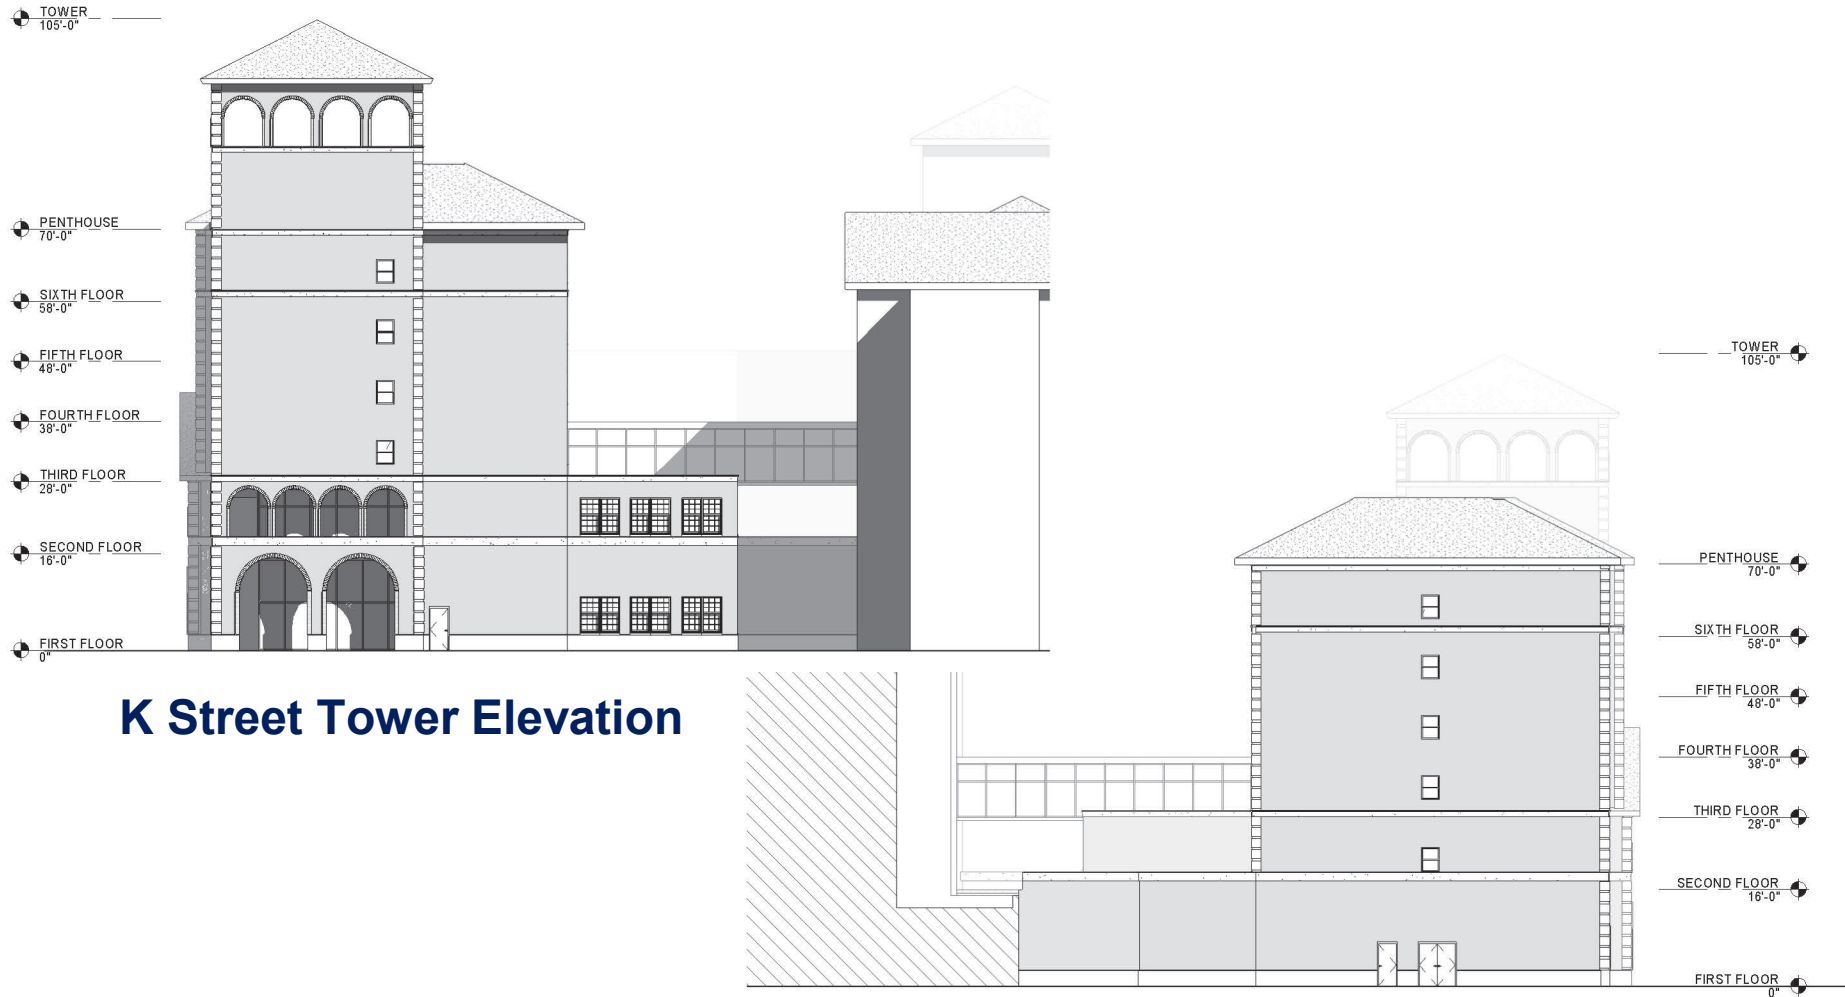 TOWER
105'-0"
PENTHOUSE
70'-0"
SIXTH FLOOR
58'-0"
FIFTH FLOOR
48'-0"
FOURTH FLOOR
38'-0"
THIRD FLOOR
28'-0"
SECOND FLOOR
16'-0"
FIRST FLOOR
0"
K Street Tower Elevation
TOWER
105'-0"
PENTHOUSE
70'-0"
SIXTH FLOOR
58'-0"
FIFTH FLOOR
48'-0"
FOURTH FLOOR
38'-0"
THIRD FLOOR
28'-0"
SECOND FLOOR
16'-0"
FIRST FLOOR
0"